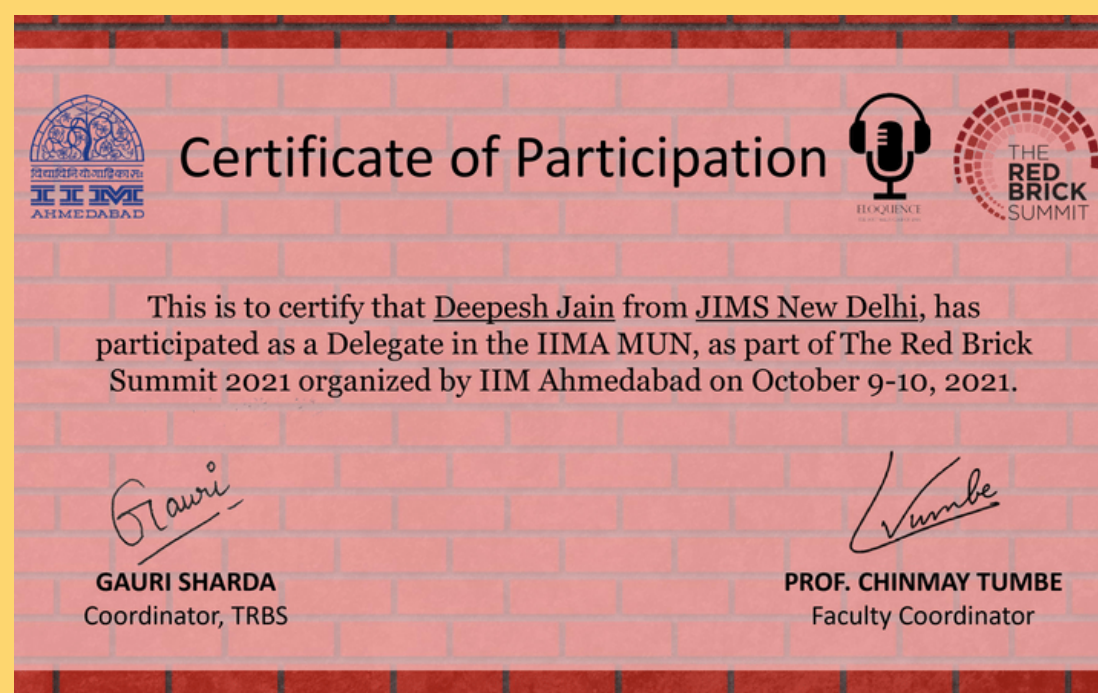 विद्याविनियोगाद्विकासः
IIM
AHMEDABAD
Certificate of Participation
ELOQUENCE
THE
RED
BRICK
SUMMIT
This is to certify that Deepesh Jain from JIMS New Delhi, has
participated as a Delegate in the IIMA MUN, as part of The Red Brick
Summit 2021 organized by IIM Ahmedabad on October 9-10, 2021.
Gauri
Tumbe
GAURI SHARDA
PROF. CHINMAY TUMBE
Coordinator, TRBS
Faculty Coordinator